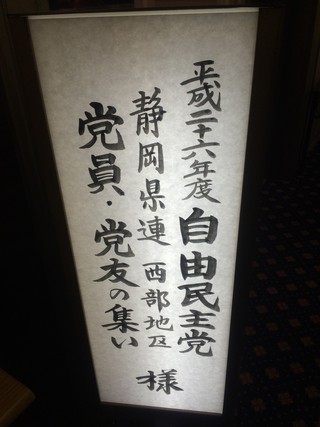 平成二十六年度 自由民主党
静岡県連 西部地区
党員・党友の集い
様